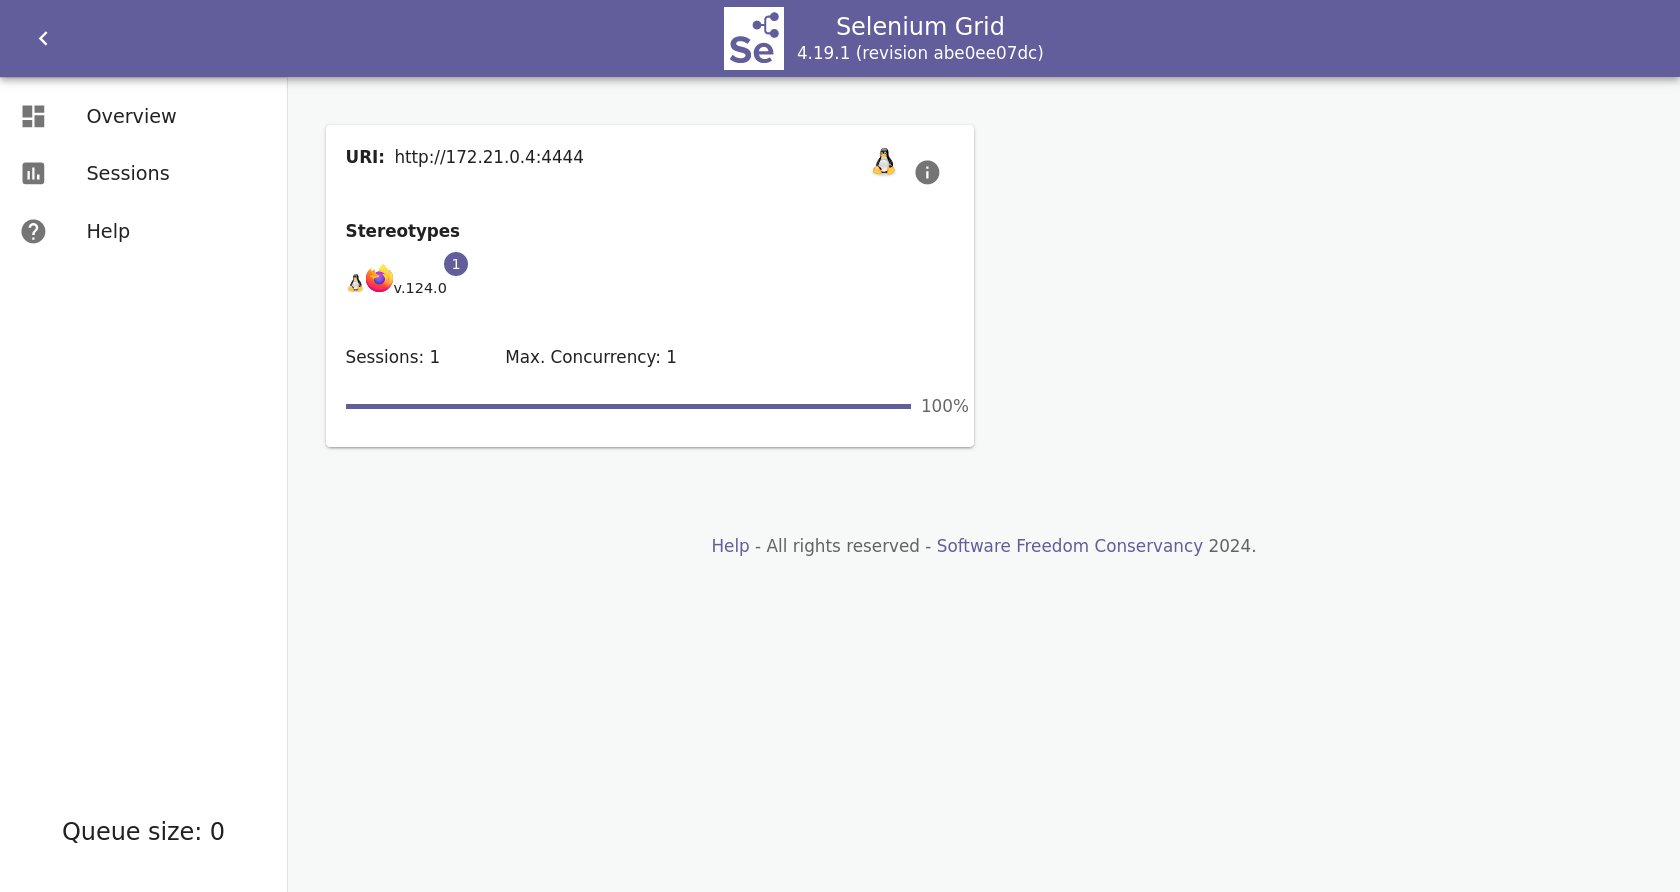 Se
Selenium Grid
4.19.1 (revision abe0ee07dc)
Overview
Sessions
Help
URI: http://172.21.0.4:4444
Stereotypes
1
v.124.0
Sessions: 1 Max. Concurrency: 1
100%
Help - All rights reserved - Software Freedom Conservancy 2024.
Queue size: 0